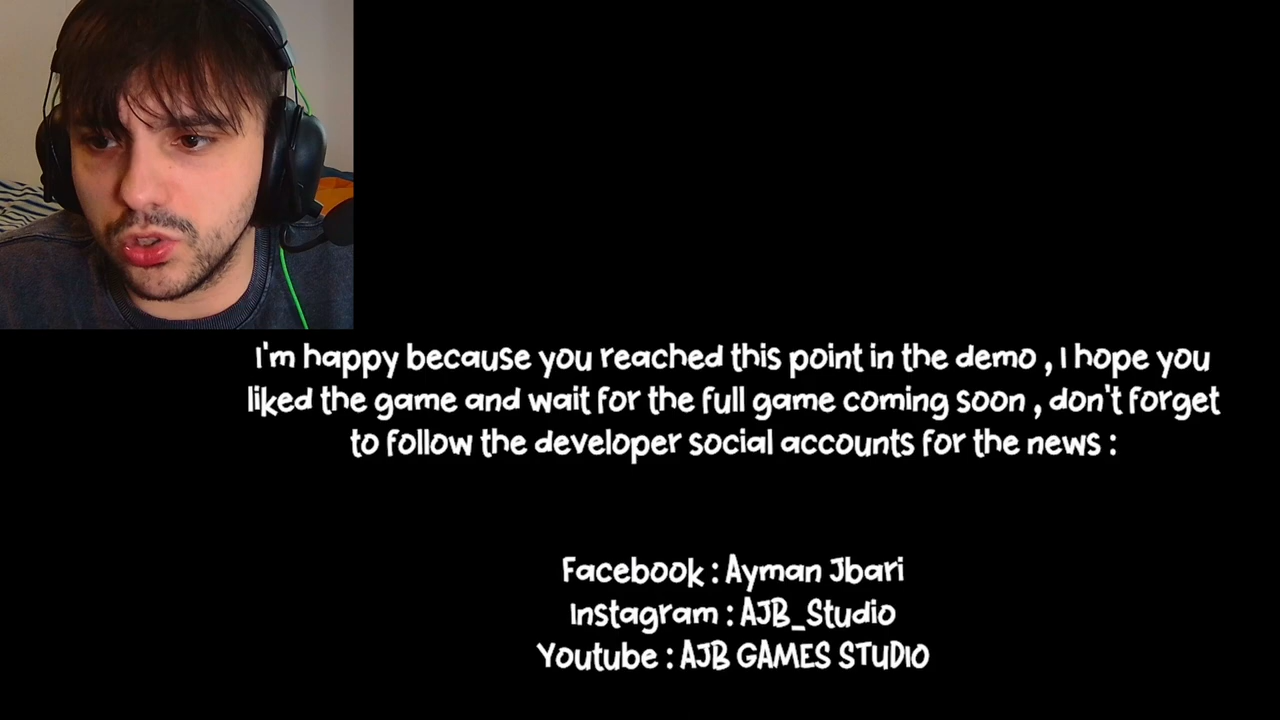 I'm happy because you reached this point in the demo , I hope you
liked the game and wait for the full game coming soon , don't forget
to follow the developer social accounts for the news :
Facebook : Ayman Jbari
Instagram : AJB_Studio
Youtube : AJB GAMES STUDIO